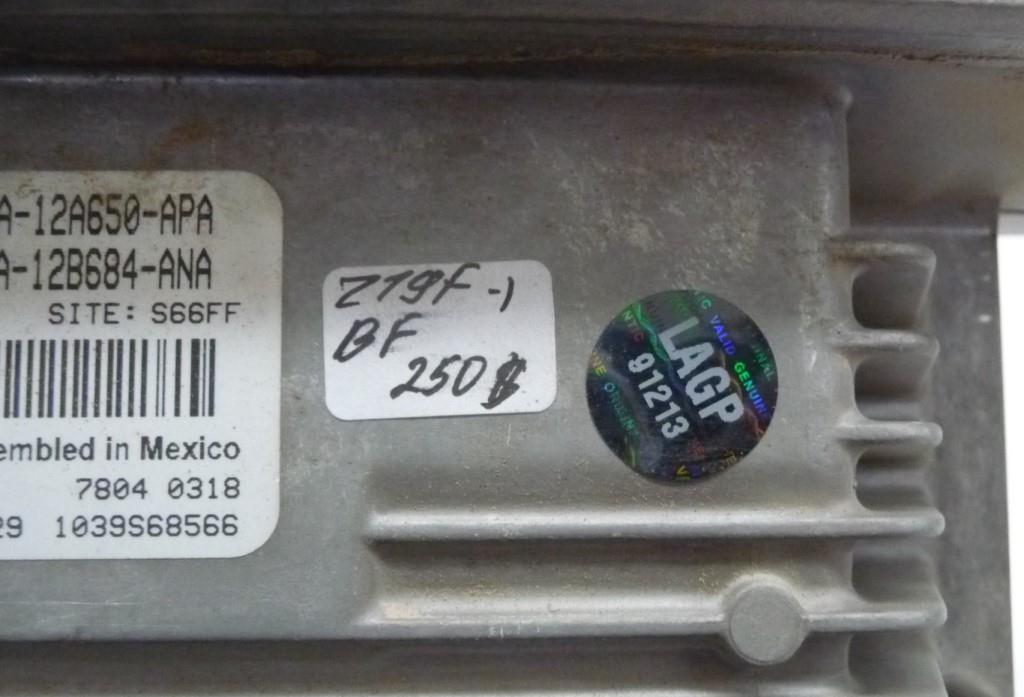 A-12A650-APA
A-12B684-ANA
SITE: S66FF
embled in Mexico
7804 0318
29 1039S68566
Z19F-1
BF
250$
LAGP
91213
VALID GENUIN